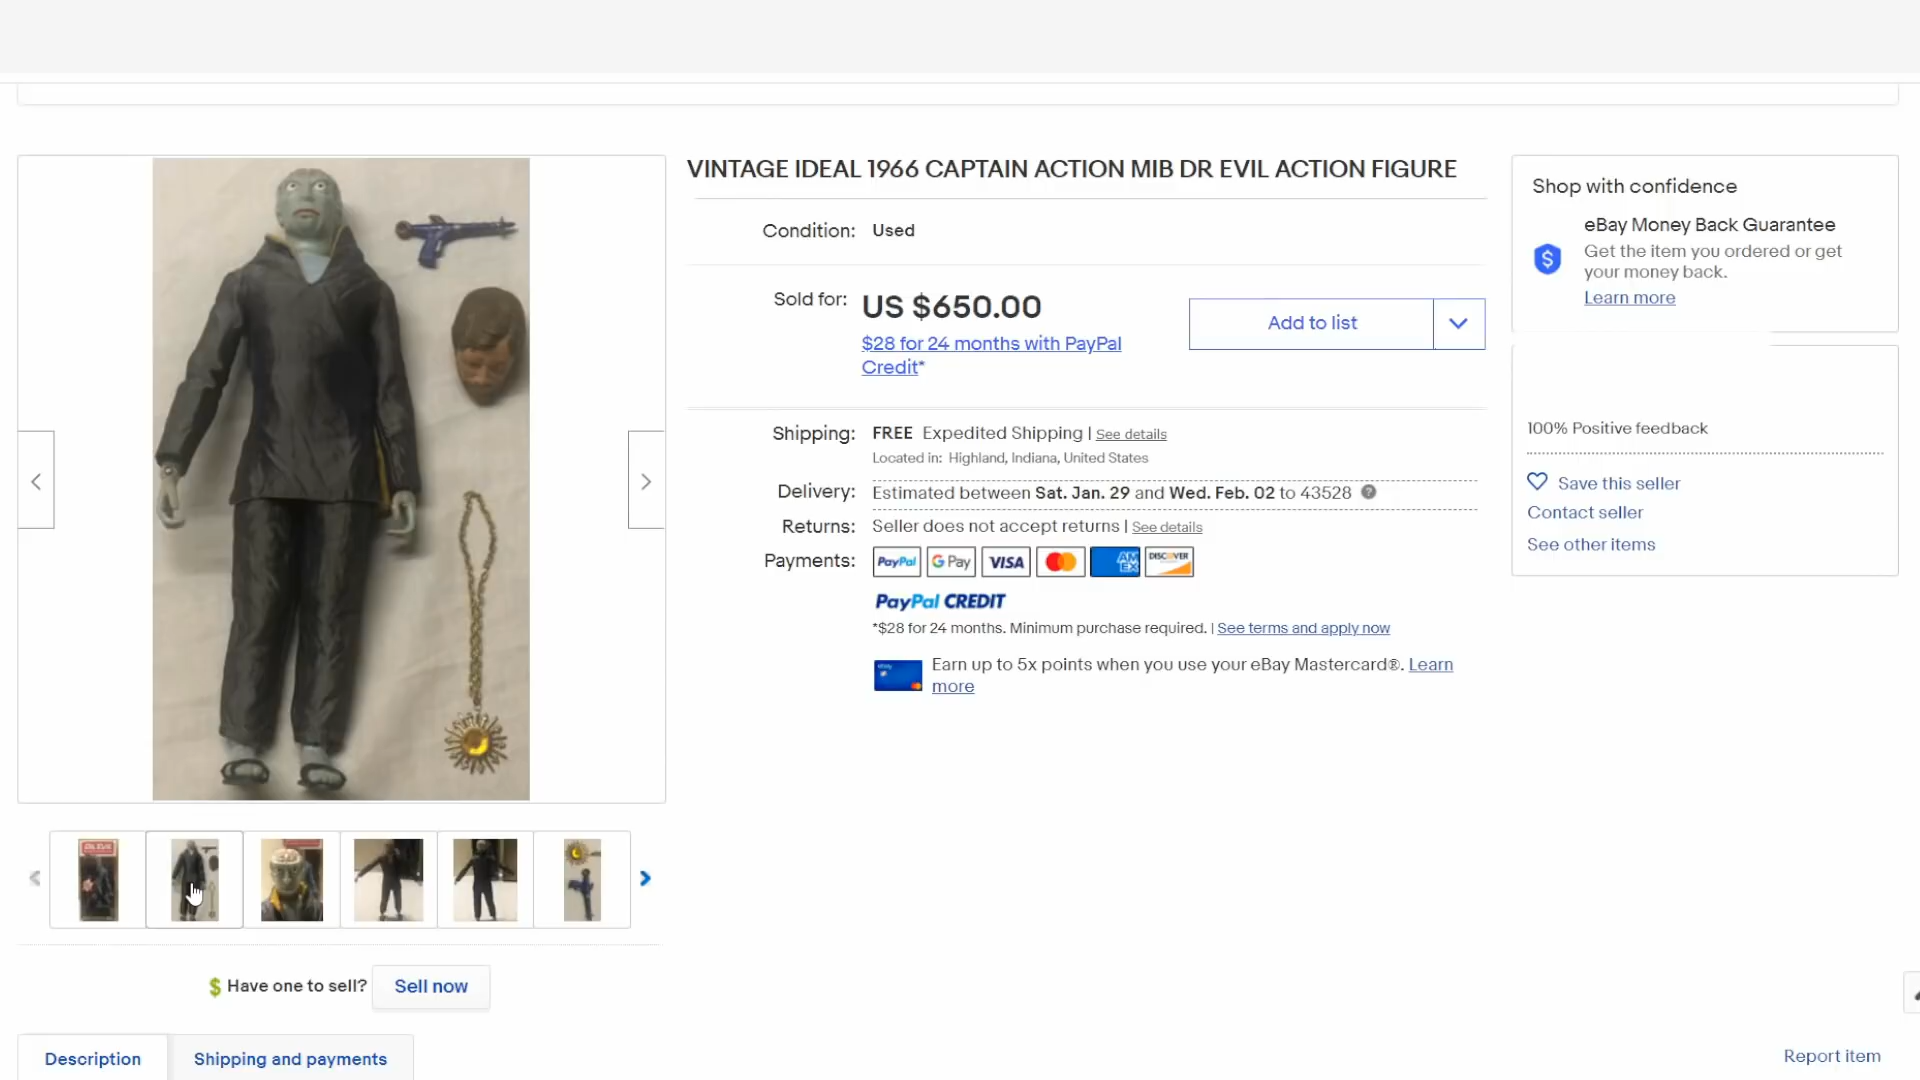 VINTAGE IDEAL 1966 CAPTAIN ACTION MIB DR EVIL ACTION FIGURE
Condition: Used
Sold for: US $650.00
$28 for 24 months with PayPal
Credit*
Add to list
Shipping: FREE Expedited Shipping | See details
Located in: Highland, Indiana, United States
Delivery: Estimated between Sat. Jan. 29 and Wed. Feb. 02 to 43528 ?
Returns: Seller does not accept returns | See details
Payments: PayPal G Pay VISA AM EX DISCOVER
PayPal CREDIT
*$28 for 24 months. Minimum purchase required. | See terms and apply now
Earn up to 5x points when you use your eBay Mastercard®. Learn
more
Shop with confidence
eBay Money Back Guarantee
$
Get the item you ordered or get
your money back.
Learn more
100% Positive feedback
Save this seller
Contact seller
See other items
$ Have one to sell? Sell now
Description
Shipping and payments
Report item